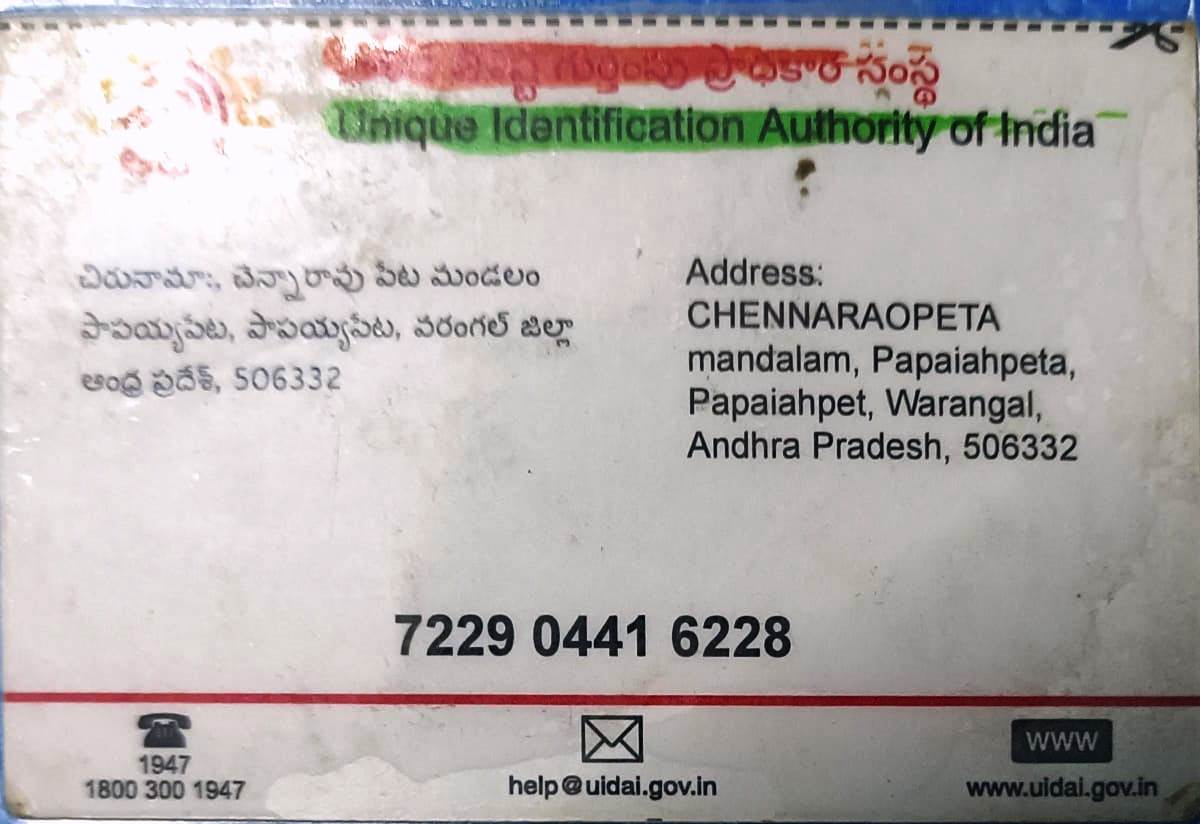 గుర్తింపు ప్రాధికార సంస్థ
Unique Identification Authority of India
చిరునామా:, చెన్నారావు పేట మండలం
పాపయ్యపేట, పాపయ్యపేట, వరంగల్ జిల్లా
ఆంధ్ర ప్రదేశ్, 506332
Address:
CHENNARAOPETA
mandalam, Papaiahpeta,
Papaiahpet, Warangal,
Andhra Pradesh, 506332
7229 0441 6228
1947
1800 300 1947
help@uidai.gov.in
WWW
www.uidai.gov.in